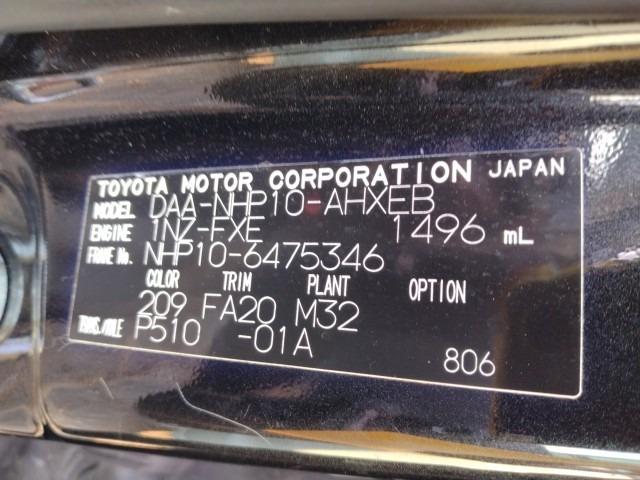 TOYOTA MOTOR CORPORATION JAPAN
MODEL DAA-NHP10-AHXEB
ENGINE 1NZ-FXE 1496 mL
FRAME No. NHP10-6475346
COLOR TRIM PLANT OPTION
209 FA20 M32
TRANS./AXLE P510 -01A
806